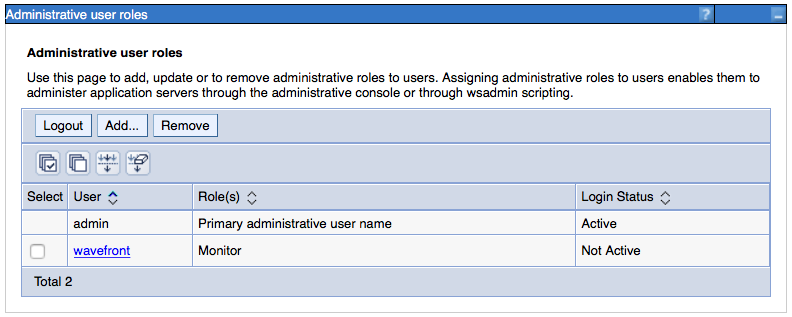 Administrative user roles ?
Administrative user roles
Use this page to add, update or to remove administrative roles to users. Assigning administrative roles to users enables them to
administer application servers through the administrative console or through wsadmin scripting.
Logout Add... Remove
Select User Role(s) Login Status
admin Primary administrative user name Active
wavefront Monitor Not Active
Total 2